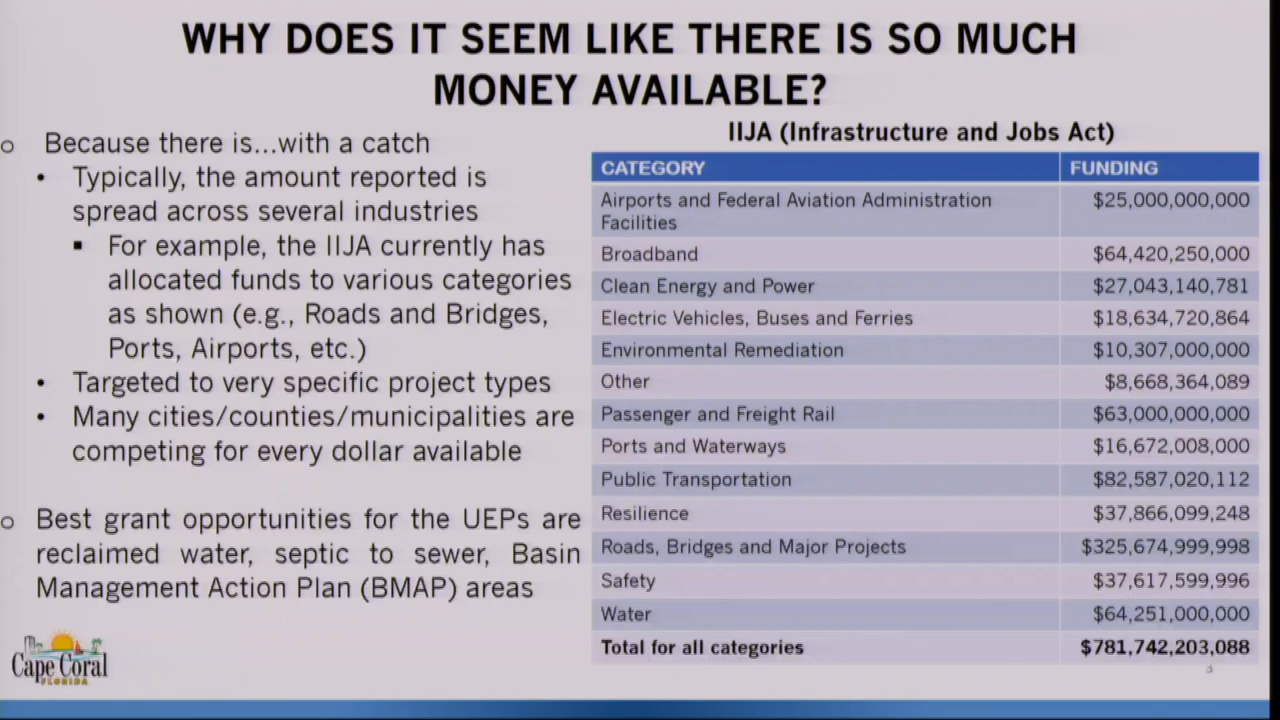 WHY DOES IT SEEM LIKE THERE IS SO MUCH
MONEY AVAILABLE?
o Because there is...with a catch
• Typically, the amount reported is
spread across several industries
▪ For example, the IIJA currently has
allocated funds to various categories
as shown (e.g., Roads and Bridges,
Ports, Airports, etc.)
• Targeted to very specific project types
• Many cities/counties/municipalities are
competing for every dollar available
o Best grant opportunities for the UEPs are
reclaimed water, septic to sewer, Basin
Management Action Plan (BMAP) areas
IIJA (Infrastructure and Jobs Act)
CATEGORY FUNDING
Airports and Federal Aviation Administration $25,000,000,000
Facilities
Broadband $64,420,250,000
Clean Energy and Power $27,043,140,781
Electric Vehicles, Buses and Ferries $18,634,720,864
Environmental Remediation $10,307,000,000
Other $8,668,364,089
Passenger and Freight Rail $63,000,000,000
Ports and Waterways $16,672,008,000
Public Transportation $82,587,020,112
Resilience $37,866,099,248
Roads, Bridges and Major Projects $325,674,999,998
Safety $37,617,599,996
Water $64,251,000,000
Total for all categories $781,742,203,088
Cape Coral
FLORIDA